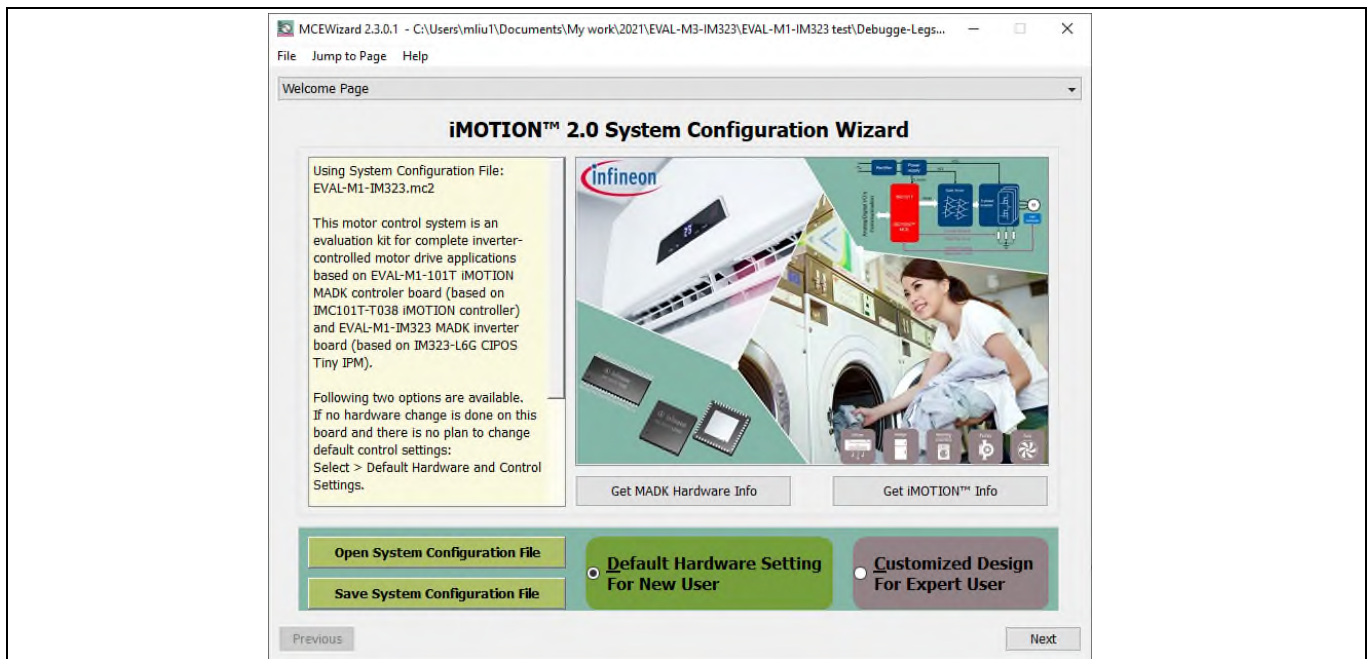 MCEWizard 2.3.0.1 - C:\Users\mliu1\Documents\My work\2021\EVAL-M3-IM323\EVAL-M1-IM323 test\Debugge-Legs...
File Jump to Page Help
Welcome Page
iMOTION™ 2.0 System Configuration Wizard
Using System Configuration File:
EVAL-M1-IM323.mc2
This motor control system is an
evaluation kit for complete inverter-
controlled motor drive applications
based on EVAL-M1-101T iMOTION
MADK controler board (based on
IMC101T-T038 iMOTION controller)
and EVAL-M1-IM323 MADK inverter
board (based on IM323-L6G CIPOS
Tiny IPM).
Following two options are available.
If no hardware change is done on this
board and there is no plan to change
default control settings:
Select > Default Hardware and Control
Settings.
infineon
Get MADK Hardware Info
Get iMOTION™ Info
Open System Configuration File
Save System Configuration File
Default Hardware Setting
For New User
Customized Design
For Expert User
Previous
Next